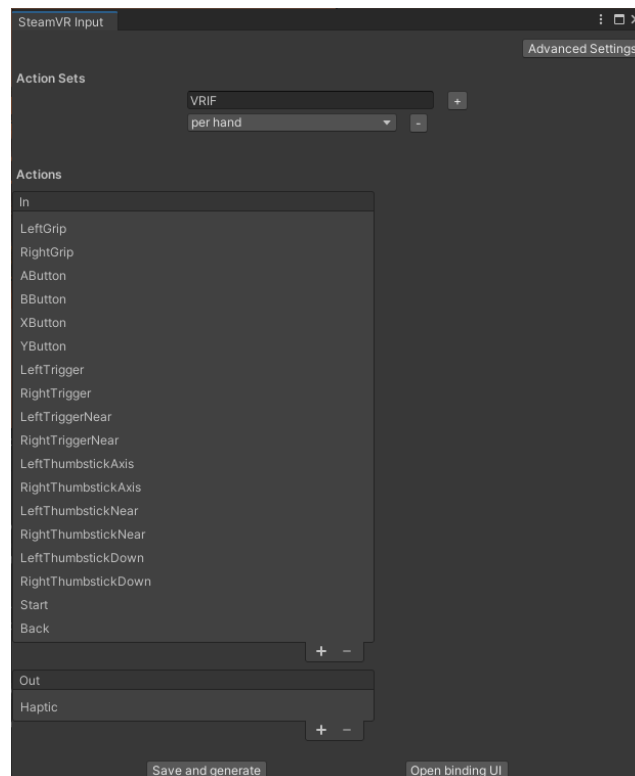 SteamVR Input
Advanced Settings
Action Sets
VRIF
+
per hand
-
Actions
In
LeftGrip
RightGrip
AButton
BButton
XButton
YButton
LeftTrigger
RightTrigger
LeftTriggerNear
RightTriggerNear
LeftThumbstickAxis
RightThumbstickAxis
LeftThumbstickNear
RightThumbstickNear
LeftThumbstickDown
RightThumbstickDown
Start
Back
+ -
Out
Haptic
+ -
Save and generate
Open binding UI